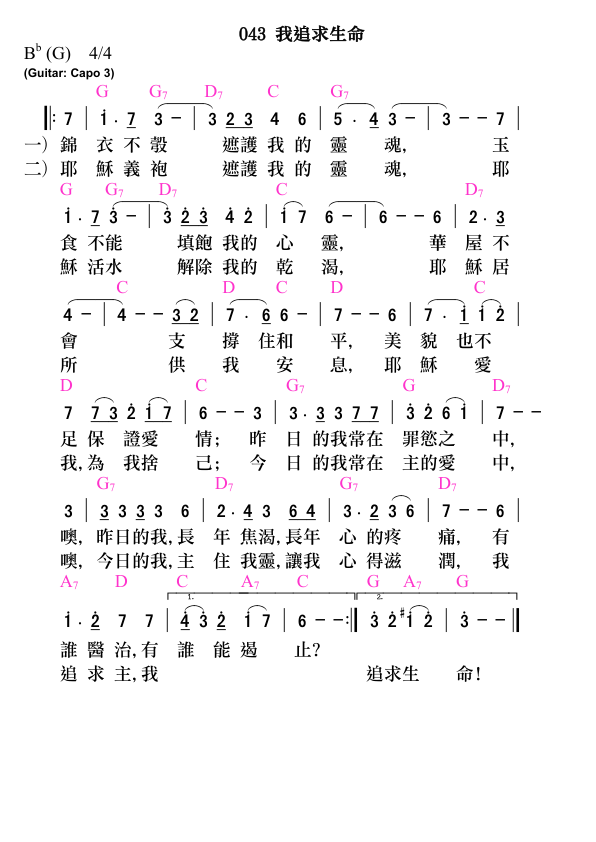 043 我追求生命
B♭ (G) 4/4
(Guitar: Capo 3)
G G7 D7 C G7
7 | 1 . 7 3 － | 3 2 3 4 6 | 5 . 4 3 － | 3 － － 7 |
一) 錦 衣 不 彀 遮護 我 的 靈 魂, 玉
二) 耶 穌 義 袍 遮護 我 的 靈 魂, 耶
G G7 D7 C D7
1 . 7 3 － | 3 2 3 4 2 | 1 7 6 － | 6 － － 6 | 2 . 3
食 不能 填飽 我的 心 靈, 華 屋 不
穌 活水 解除 我的 乾 渴, 耶 穌 居
C D C D C
4 － | 4 － － 3 2 | 7 . 6 6 － | 7 － － 6 | 7 . 1 1 2 |
會 支 撐 住和 平, 美 貌 也不
所 供 我 安 息, 耶 穌 愛
D C G7 G D7
7 7 3 2 1 7 | 6 － － 3 | 3 . 3 3 7 7 | 3 2 6 1 | 7 － －
足 保 證愛 情; 昨 日 的我常在 罪慾之 中,
我,為 我捨 己; 今 日 的我常在 主的愛 中,
G7 D7 G7 D7
3 | 3 3 3 3 6 | 2 . 4 3 6 4 | 3 . 2 3 6 | 7 － － 6 |
噢, 昨日的我,長 年 焦渴,長年 心 的疼 痛, 有
噢, 今日的我,主 住 我靈,讓我 心 得滋 潤, 我
A7 D C A7 C G A7 G
1. 2.
1 . 2 7 7 | 4 3 2 1 7 | 6 － － :‖ 3 2 #1 2 | 3 － － ‖
誰 醫 治,有 誰 能 遏 止?
追 求 主,我 追求生 命!